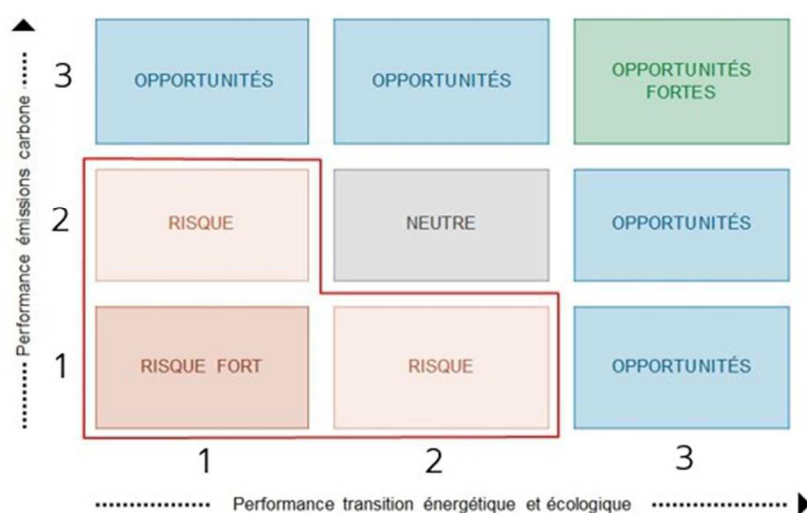 Performance émissions carbone
3
OPPORTUNITÉS
OPPORTUNITÉS
OPPORTUNITÉS
FORTES
2
RISQUE
NEUTRE
OPPORTUNITÉS
1
RISQUE FORT
RISQUE
OPPORTUNITÉS
1
2
3
Performance transition énergétique et écologique